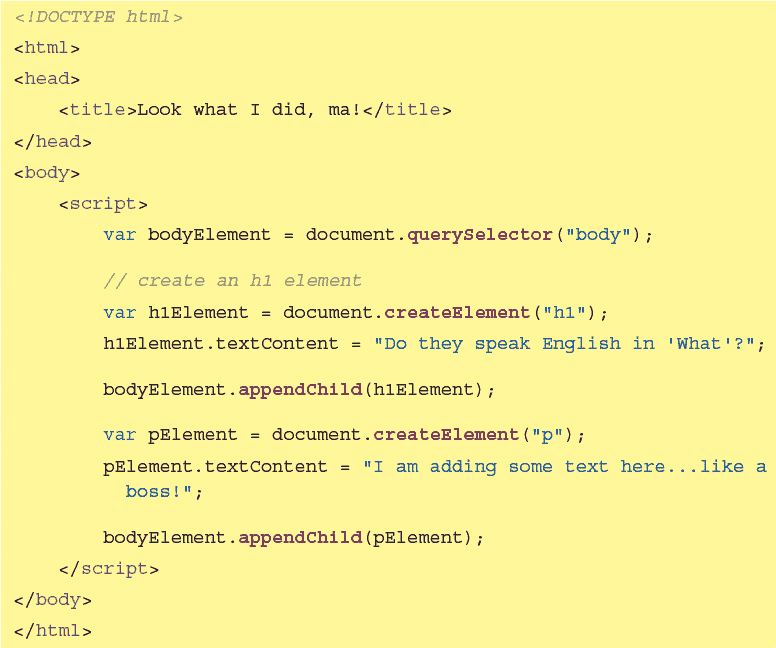 <!DOCTYPE html>
<html>
<head>
    <title>Look what I did, ma!</title>
</head>
<body>
    <script>
        var bodyElement = document.querySelector("body");
        // create an h1 element
        var h1Element = document.createElement("h1");
        h1Element.textContent = "Do they speak English in 'What'?";
        bodyElement.appendChild(h1Element);
        var pElement = document.createElement("p");
        pElement.textContent = "I am adding some text here...like a
          boss!";
        bodyElement.appendChild(pElement);
    </script>
</body>
</html>